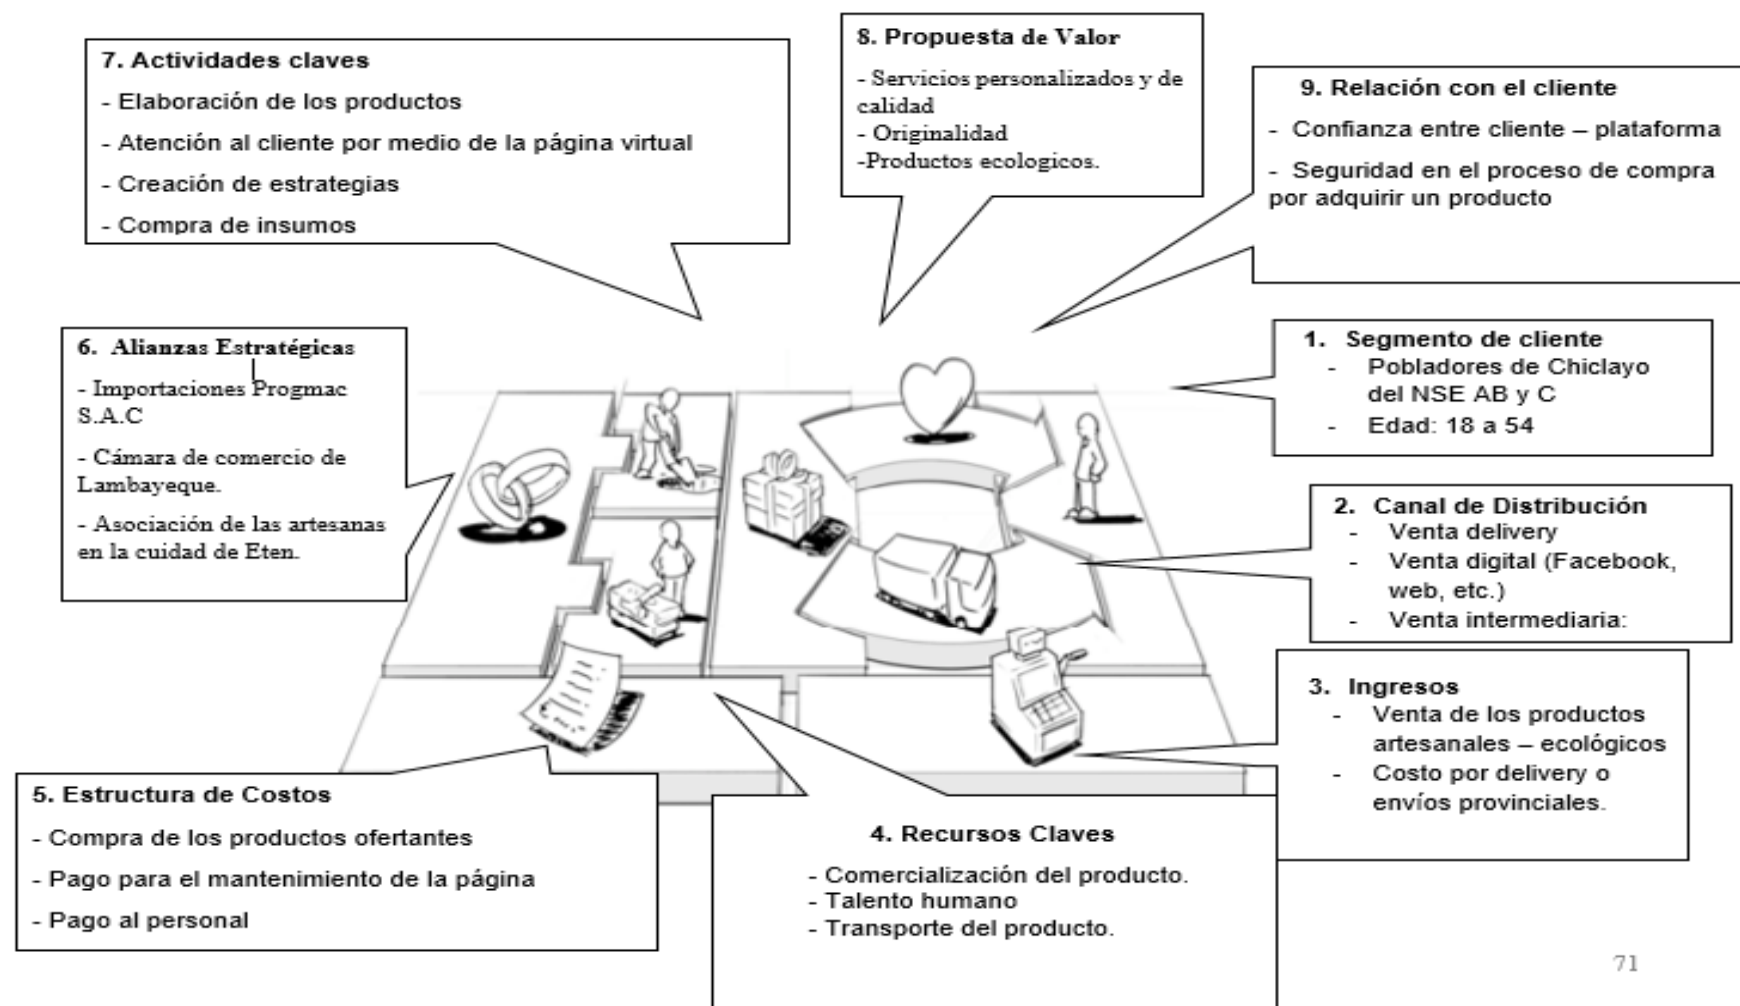 7. Actividades claves
- Elaboración de los productos
- Atención al cliente por medio de la página virtual
- Creación de estrategias
- Compra de insumos
8. Propuesta de Valor
- Servicios personalizados y de
calidad
- Originalidad
-Productos ecologicos.
9. Relación con el cliente
- Confianza entre cliente – plataforma
- Seguridad en el proceso de compra
por adquirir un producto
6. Alianzas Estratégicas
- Importaciones Progmac
S.A.C
- Cámara de comercio de
Lambayeque.
- Asociación de las artesanas
en la cuidad de Eten.
1. Segmento de cliente
- Pobladores de Chiclayo
del NSE AB y C
- Edad: 18 a 54
2. Canal de Distribución
- Venta delivery
- Venta digital (Facebook,
web, etc.)
- Venta intermediaria:
3. Ingresos
- Venta de los productos
artesanales – ecológicos
- Costo por delivery o
envíos provinciales.
5. Estructura de Costos
- Compra de los productos ofertantes
- Pago para el mantenimiento de la página
- Pago al personal
4. Recursos Claves
- Comercialización del producto.
- Talento humano
- Transporte del producto.
71